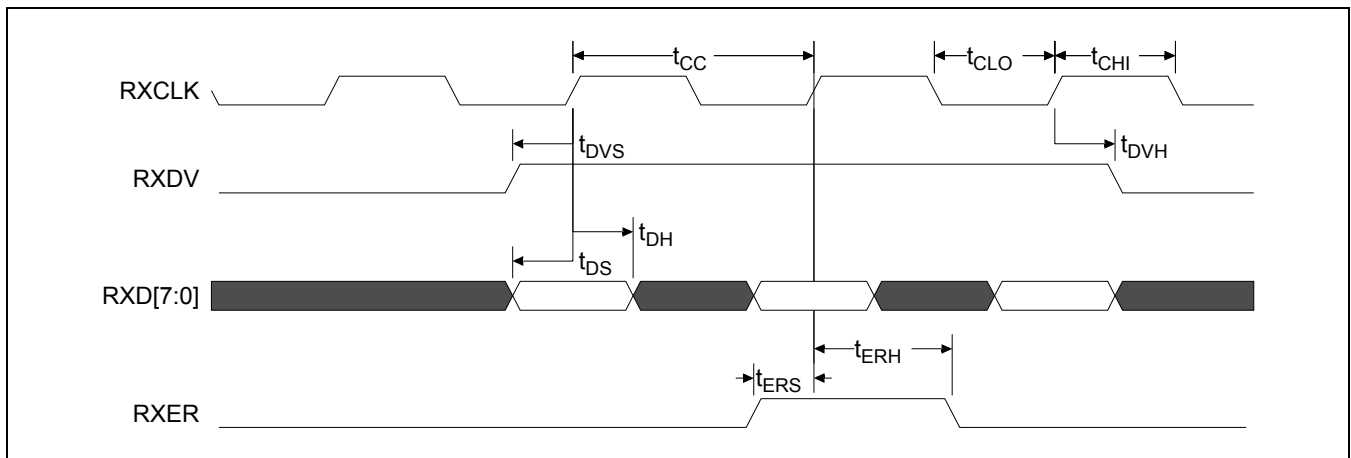 tCC
tCLO
tCHI
RXCLK
tDVS
tDVH
RXDV
tDH
tDS
RXD[7:0]
tERH
tERS
RXER